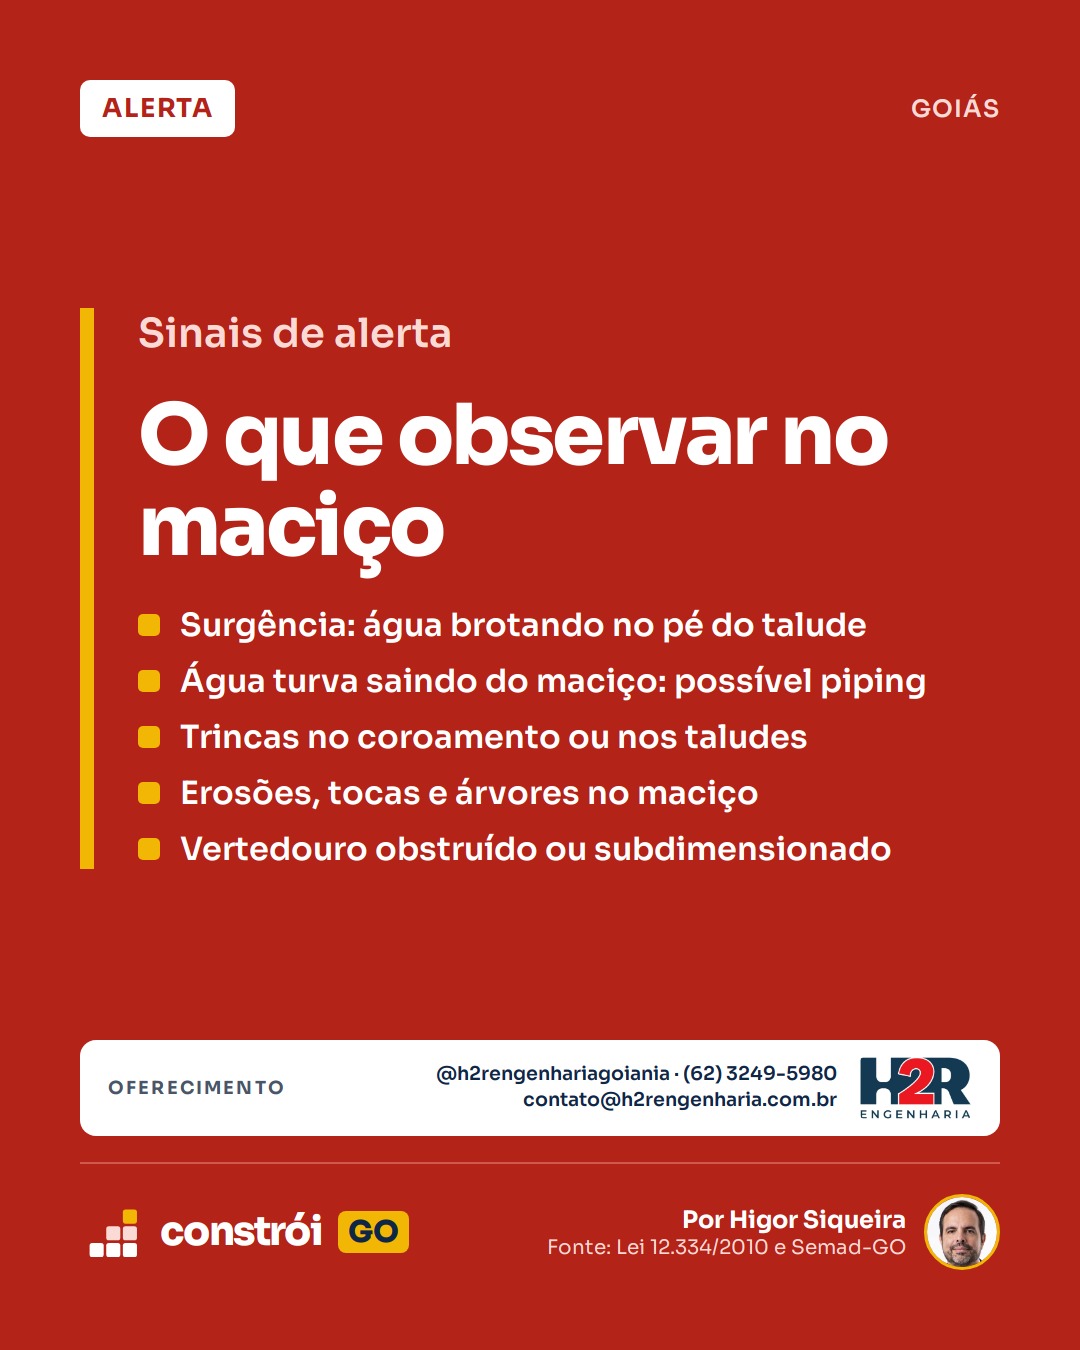 ALERTA
GOIÁS
Sinais de alerta
O que observar no
maciço
Surgência: água brotando no pé do talude
Água turva saindo do maciço: possível piping
Trincas no coroamento ou nos taludes
Erosões, tocas e árvores no maciço
Vertedouro obstruído ou subdimensionado
OFERECIMENTO
@h2rengenhariagoiania · (62) 3249-5980
contato@h2rengenharia.com.br
H2R
ENGENHARIA
constrói GO
Por Higor Siqueira
Fonte: Lei 12.334/2010 e Semad-GO